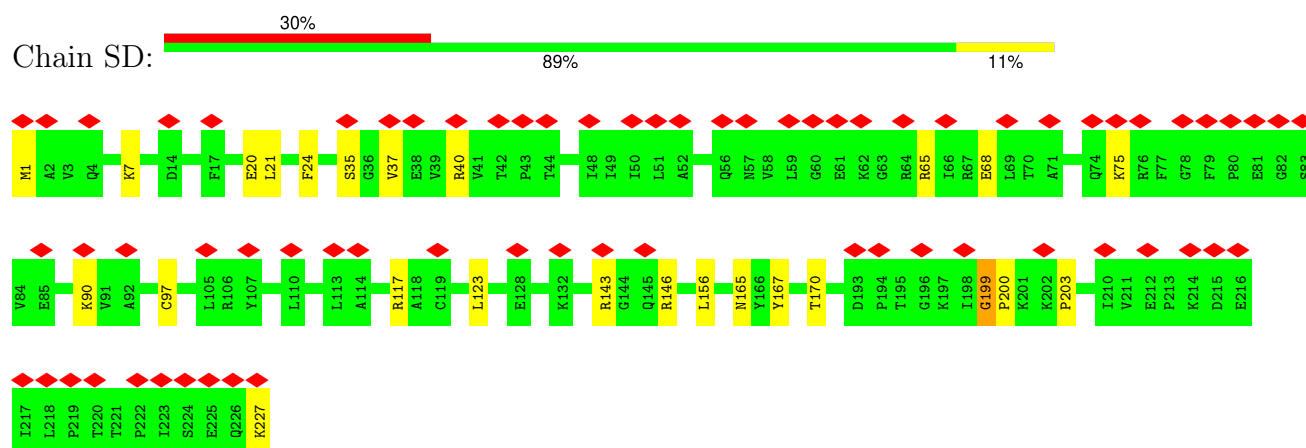 30%
Chain SD:
89% 11%
M1 A2 V3 Q4 K7 D14 F17 E20 L21 F24 S35 G36 V37 E38 V39 R40 V41 T42 P43 T44 I48 I49 I50 L51 A52 Q56 N57 V58 L59 G60 E61 K62 G63 R64 R65 I66 R67 E68 L69 T70 A71 Q74 K75 R76 F77 G78 F79 P80 E81 G82 S83
V84 E85 K90 V91 A92 C97 L105 R106 Y107 L110 L113 A114 R117 A118 C119 L123 E128 K132 R143 G144 Q145 R146 L156 N165 Y166 Y167 T170 D193 P194 T195 G196 K197 I198 G199 P200 K201 K202 P203 I210 V211 E212 P213 K214 D215 E216
I217 L218 P219 T220 T221 P222 I223 S224 E225 Q226 K227